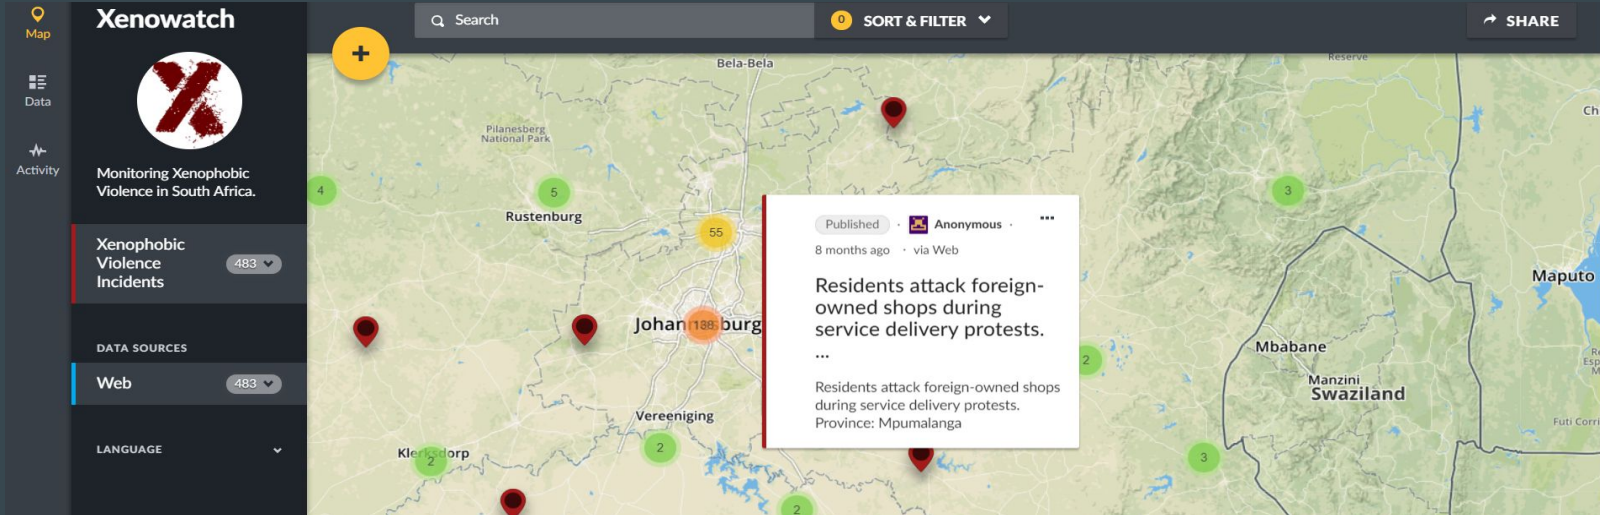 Map
Data
Activity
Xenowatch
Monitoring Xenophobic
Violence in South Africa.
Xenophobic
Violence
Incidents
483
DATA SOURCES
Web
483
LANGUAGE
Search
0 SORT & FILTER
SHARE
+
Bela-Bela
Reserve
Ch
Pilanesberg
National Park
4
5
3
Rustenburg
55
Published · Anonymous ·
...
8 months ago · via Web
Residents attack foreign-
owned shops during
service delivery protests.
...
Residents attack foreign-owned shops
during service delivery protests.
Province: Mpumalanga
Maputo
Johannesburg
2
Mbabane
Manzini
Swaziland
Vereeniging
Futi Corri
Klerksdorp
2
2
3
2